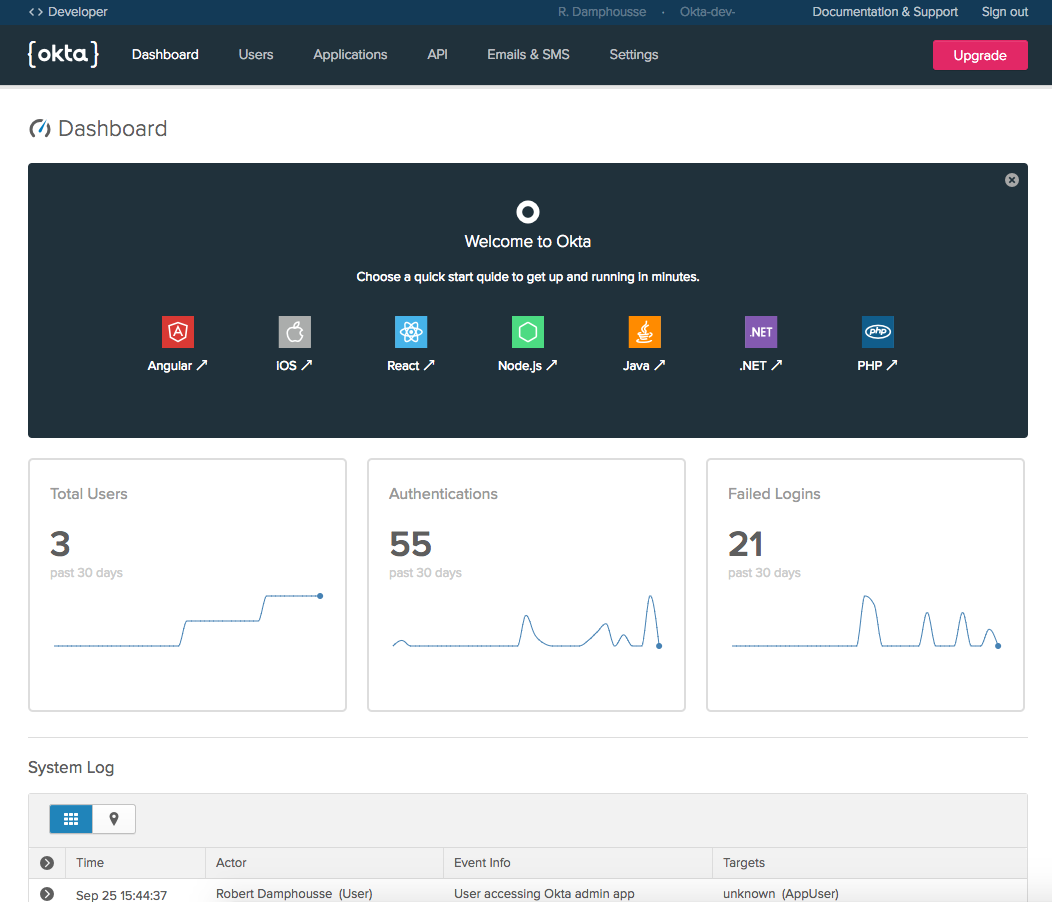 <> Developer R. Damphousse · Okta-dev- Documentation & Support Sign out
{okta} Dashboard Users Applications API Emails & SMS Settings Upgrade
Dashboard
Welcome to Okta
Choose a quick start guide to get up and running in minutes.
.NET php
Angular ↗ IOS ↗ React ↗ Node.js ↗ Java ↗ .NET ↗ PHP ↗
Total Users Authentications Failed Logins
3 55 21
past 30 days past 30 days past 30 days
System Log
Time Actor Event Info Targets
Sep 25 15:44:37 Robert Damphousse (User) User accessing Okta admin app unknown (AppUser)